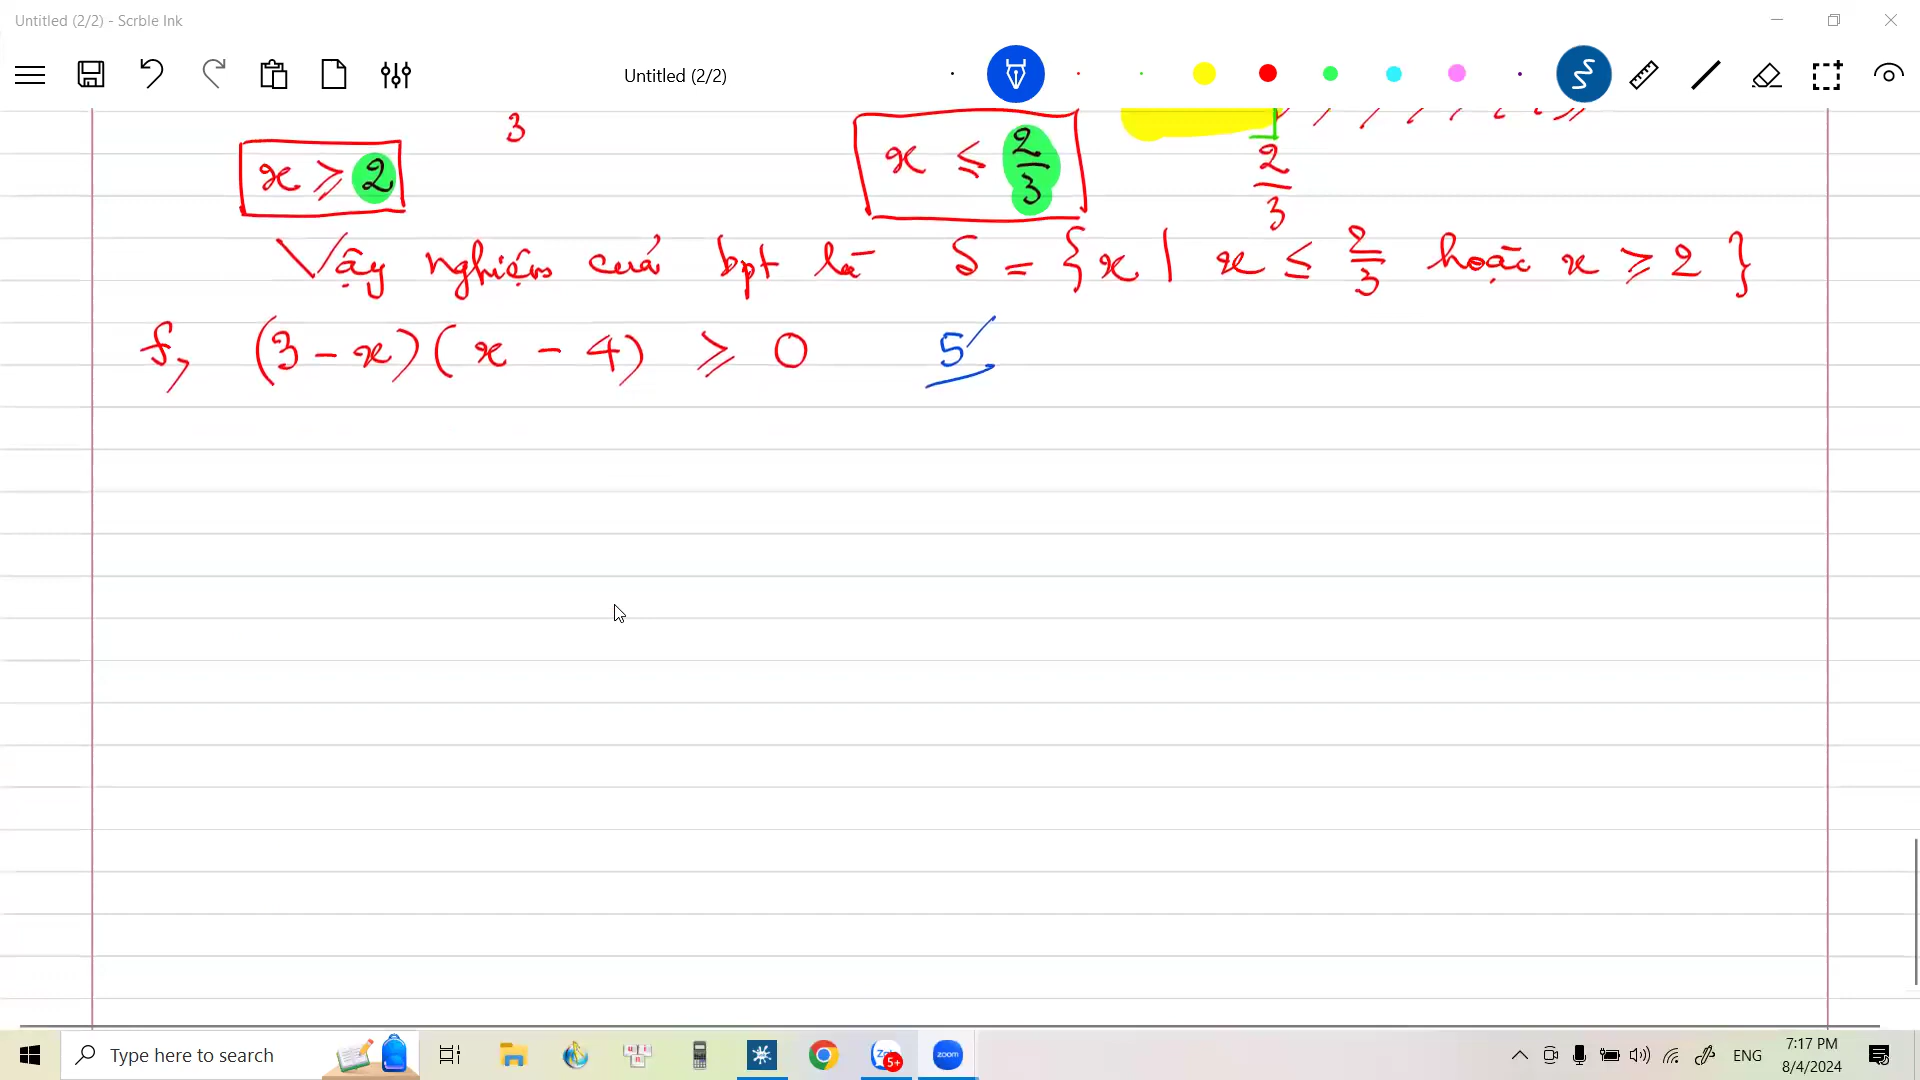 Untitled (2/2) - Scrble Ink
Untitled (2/2)
3
x ≥ 2
x ≤ 2/3
2/3
Vậy nghiệm của bpt là S = {x | x ≤ 2/3 hoặc x ≥ 2 }
f, (3 - x)( x - 4) ≥ 0 5'
Type here to search
5+
zoom
ENG
7:17 PM
8/4/2024